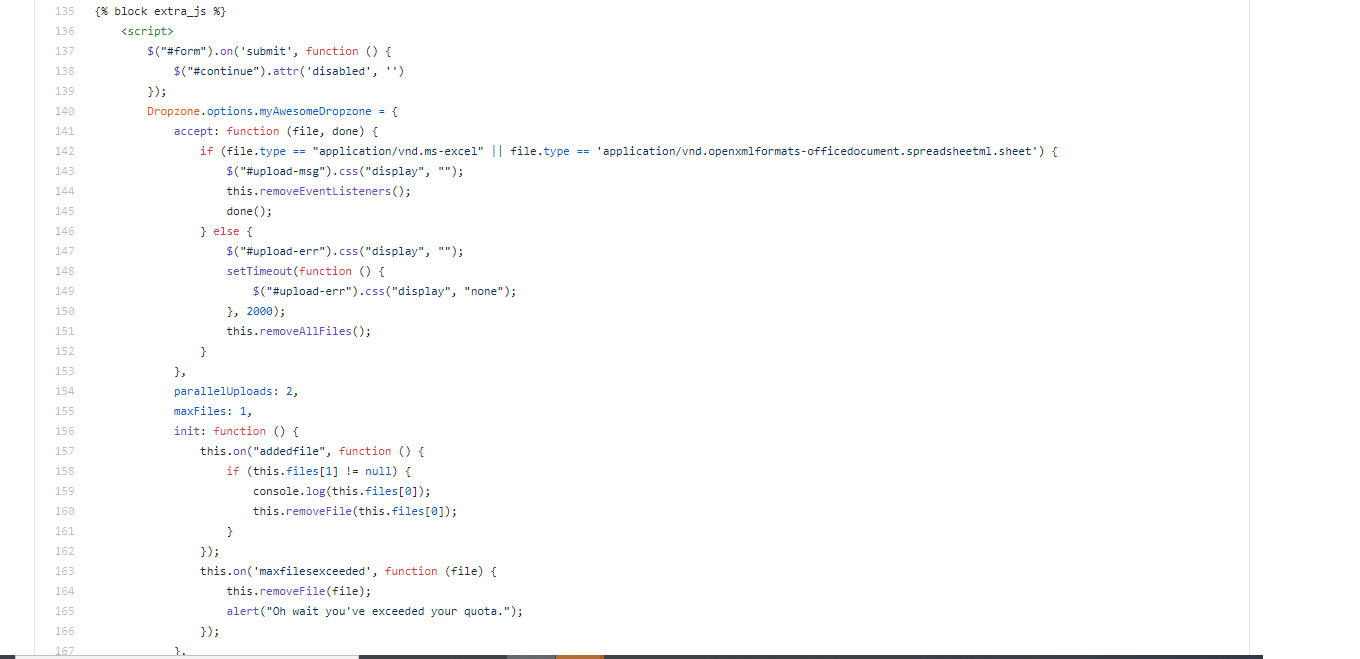 135 {% block extra_js %}
136 <script>
137 $("#form").on('submit', function () {
138 $("#continue").attr('disabled', '')
139 });
140 Dropzone.options.myAwesomeDropzone = {
141 accept: function (file, done) {
142 if (file.type == "application/vnd.ms-excel" || file.type == 'application/vnd.openxmlformats-officedocument.spreadsheetml.sheet') {
143 $("#upload-msg").css("display", "");
144 this.removeEventListeners();
145 done();
146 } else {
147 $("#upload-err").css("display", "");
148 setTimeout(function () {
149 $("#upload-err").css("display", "none");
150 }, 2000);
151 this.removeAllFiles();
152 }
153 },
154 parallelUploads: 2,
155 maxFiles: 1,
156 init: function () {
157 this.on("addedfile", function () {
158 if (this.files[1] != null) {
159 console.log(this.files[0]);
160 this.removeFile(this.files[0]);
161 }
162 });
163 this.on('maxfilesexceeded', function (file) {
164 this.removeFile(file);
165 alert("Oh wait you've exceeded your quota.");
166 });
167 },